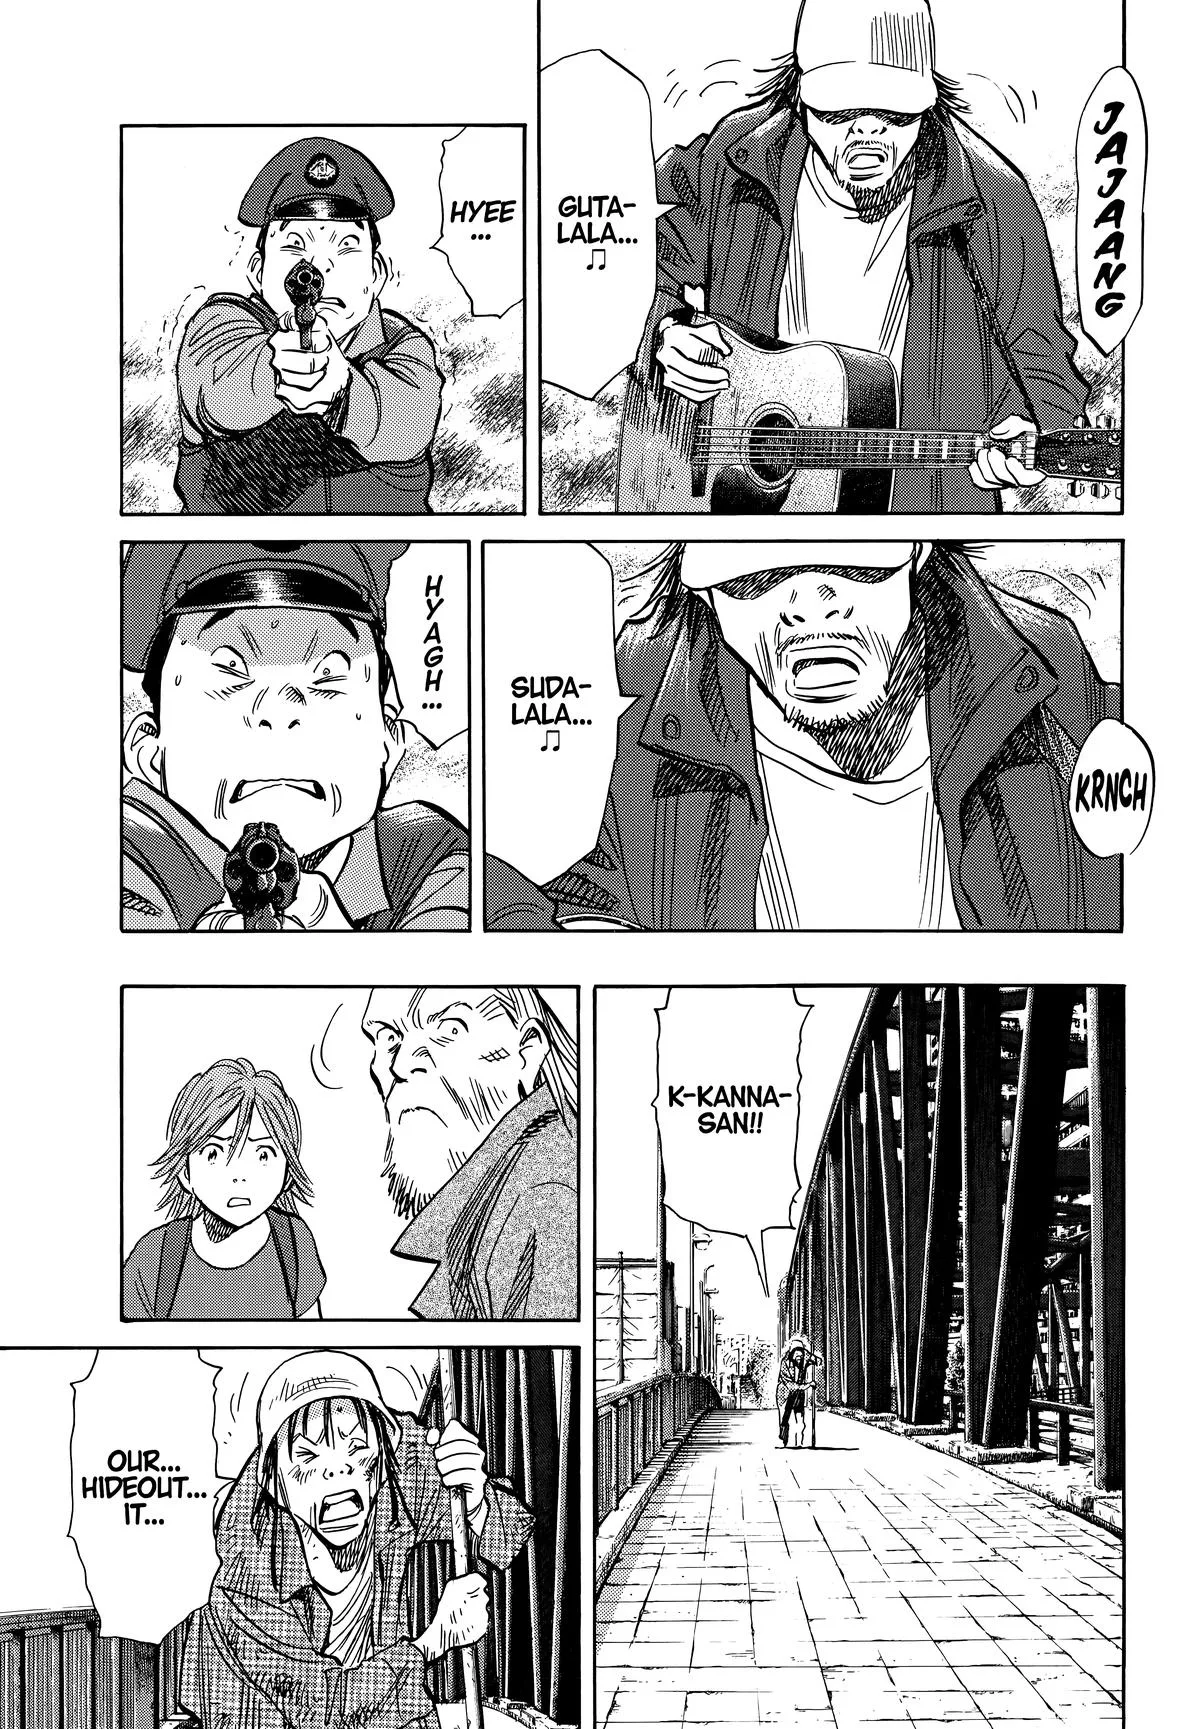 JAJAANG
GUTA-
LALA...
♫
HYEE
...
KRNCH
SUDA-
LALA...
♫
HYAGH...
K-KANNA-
SAN!!
OUR...
HIDEOUT...
IT...